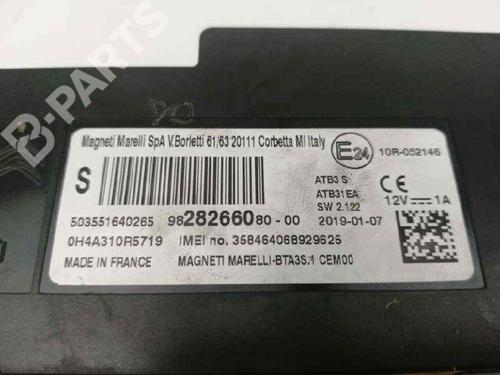 B-PARTS
Magneti Marelli SpA V.Borletti 61/63 20111 Corbetta MI Italy
E24
10R-052146
S
ATB3 S
ATB31EA
CE
SW 2.122
12V 1A
503551640265
9828266080-00
2019-01-07
0H4A310R5719
IMEI no. 358464068929625
MADE IN FRANCE
MAGNETI MARELLI-BTA3S.1 CEM00